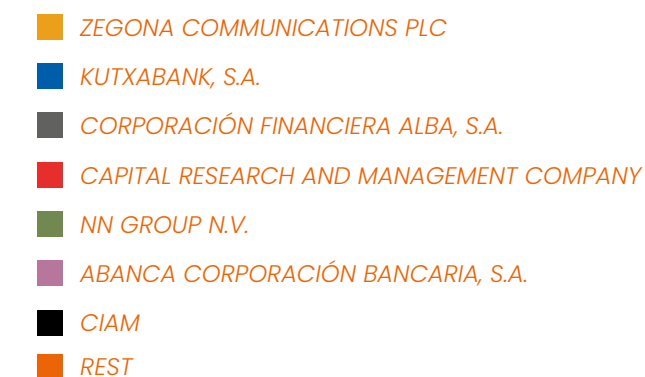 ZEGONA COMMUNICATIONS PLC
KUTXABANK, S.A.
CORPORACIÓN FINANCIERA ALBA, S.A.
CAPITAL RESEARCH AND MANAGEMENT COMPANY
NN GROUP N.V.
ABANCA CORPORACIÓN BANCARIA, S.A.
CIAM
REST